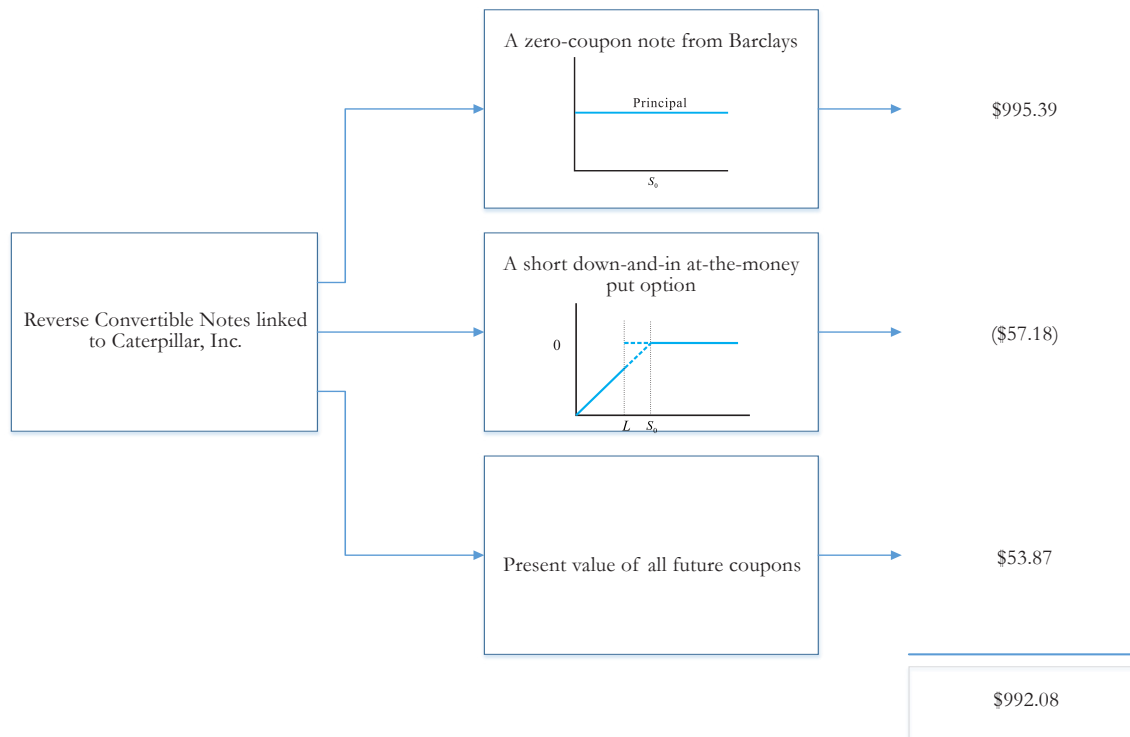 A zero-coupon note from Barclays
Principal
S₀
$995.39
Reverse Convertible Notes linked
to Caterpillar, Inc.
A short down-and-in at-the-money
put option
0
L S₀
($57.18)
Present value of all future coupons
$53.87
$992.08